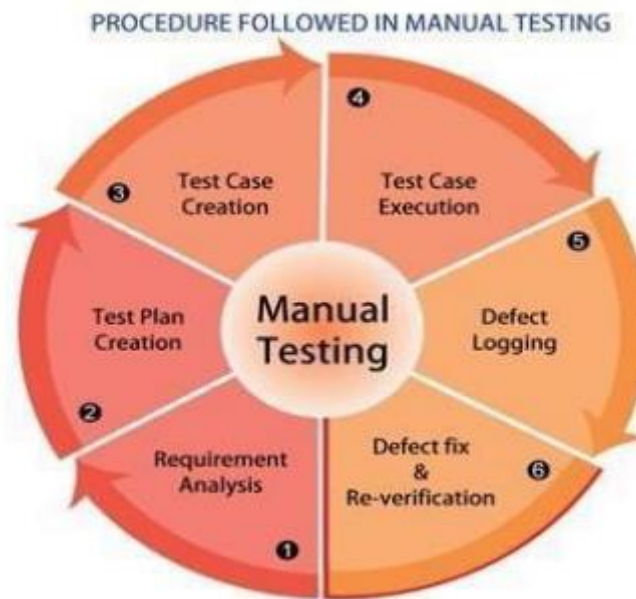 PROCEDURE FOLLOWED IN MANUAL TESTING
Manual
Testing
1
Requirement
Analysis
2
Test Plan
Creation
3
Test Case
Creation
4
Test Case
Execution
5
Defect
Logging
6
Defect fix
&
Re-verification